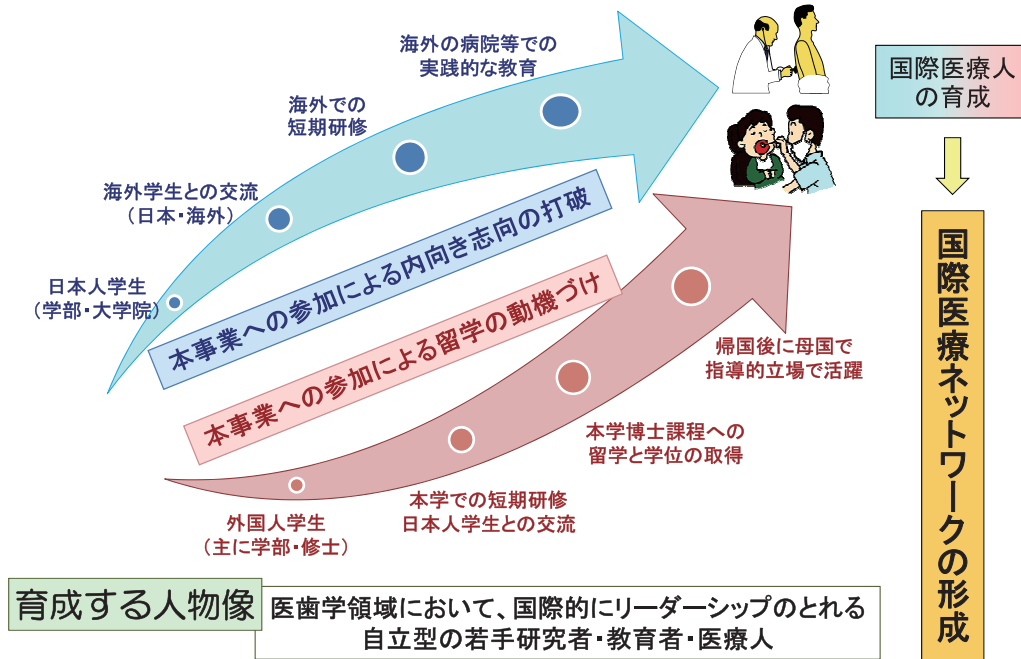 海外の病院等での
実践的な教育
海外での
短期研修
海外学生との交流
（日本・海外）
日本人学生
（学部・大学院）
本事業への参加による内向き志向の打破
本事業への参加による留学の動機づけ
外国人学生
（主に学部・修士）
本学での短期研修
日本人学生との交流
本学博士課程への
留学と学位の取得
帰国後に母国で
指導的立場で活躍
国際医療人
の育成
国際医療ネットワークの形成
育成する人物像
医歯学領域において、国際的にリーダーシップのとれる
自立型の若手研究者・教育者・医療人